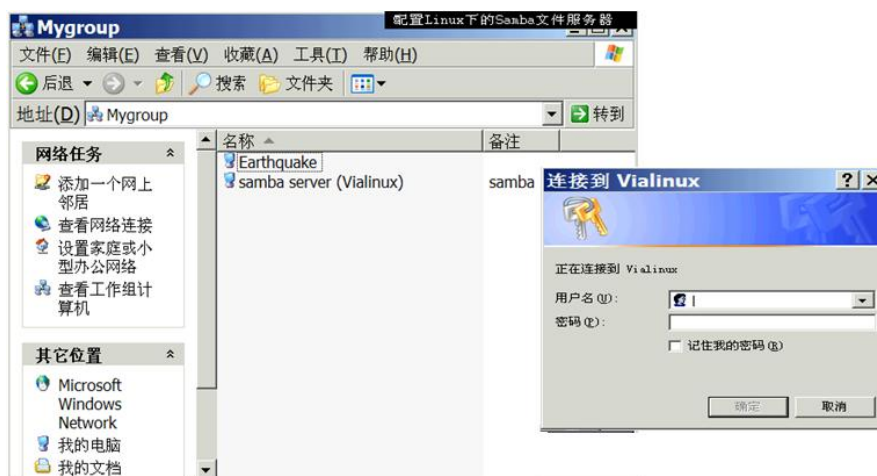 配置Linux下的Samba文件服务器
Mygroup
文件(F) 编辑(E) 查看(V) 收藏(A) 工具(T) 帮助(H)
后退 搜索 文件夹
地址(D) Mygroup 转到
网络任务
添加一个网上
邻居
查看网络连接
设置家庭或小
型办公网络
查看工作组计
算机
其它位置
Microsoft
Windows
Network
我的电脑
我的文档
名称 备注
Earthquake
samba server (Vialinux) samba
连接到 Vialinux
正在连接到 Vialinux
用户名(U):
密码(P):
记住我的密码(R)
确定 取消